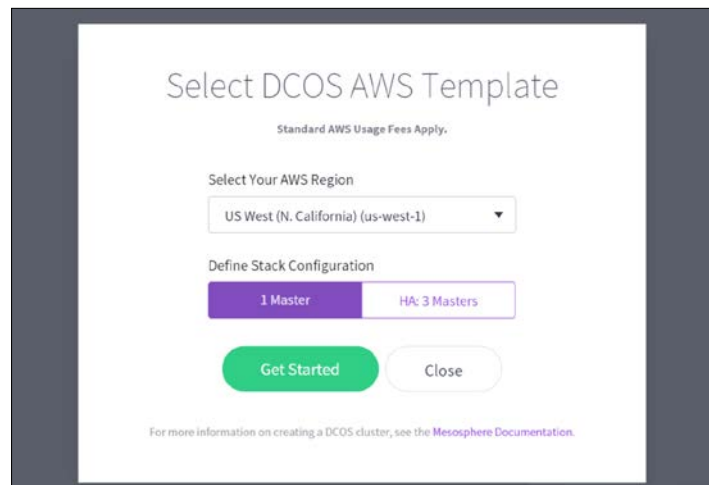 Select DCOS AWS Template
Standard AWS Usage Fees Apply.
Select Your AWS Region
US West (N. California) (us-west-1)
Define Stack Configuration
1 Master HA: 3 Masters
Get Started Close
For more information on creating a DCOS cluster, see the Mesosphere Documentation.